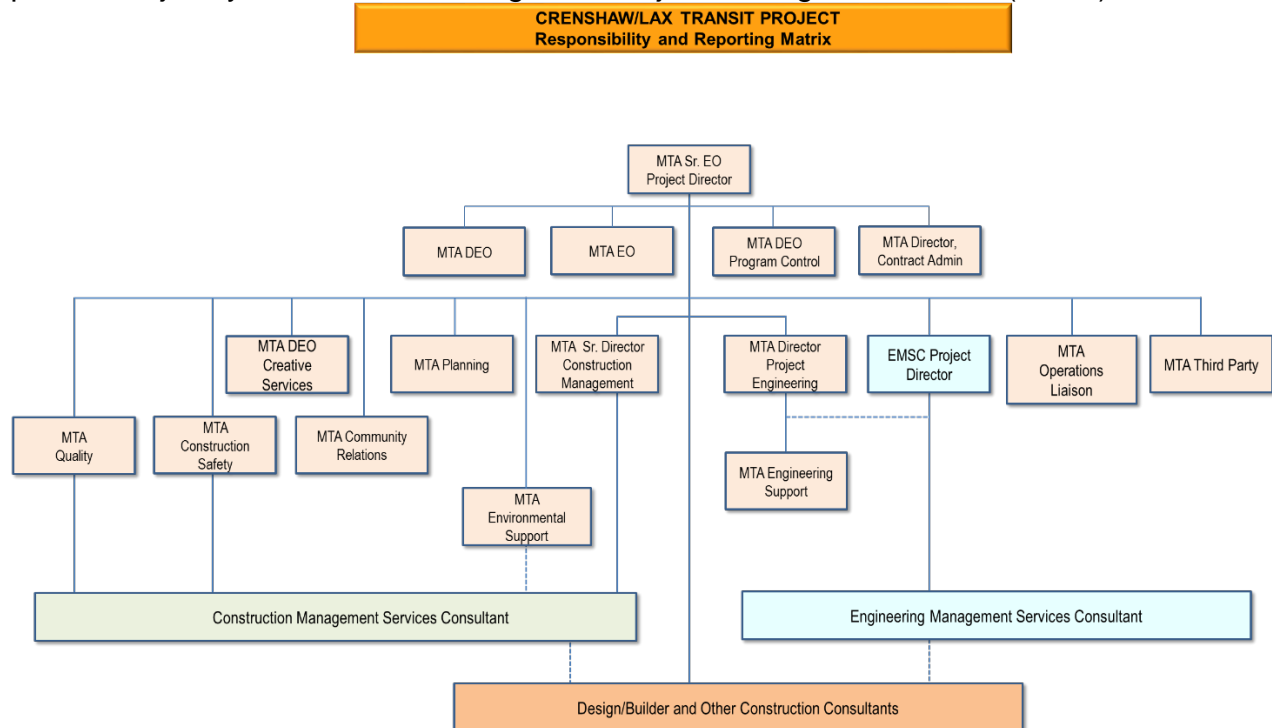 CRENSHAW/LAX TRANSIT PROJECT
Responsibility and Reporting Matrix
MTA Sr. EO
Project Director
MTA DEO
MTA EO
MTA DEO
Program Control
MTA Director,
Contract Admin
MTA DEO
Creative
Services
MTA Planning
MTA Sr. Director
Construction
Management
MTA Director
Project
Engineering
EMSC Project
Director
MTA
Operations
Liaison
MTA Third Party
MTA
Quality
MTA
Construction
Safety
MTA Community
Relations
MTA Engineering
Support
MTA
Environmental
Support
Construction Management Services Consultant
Engineering Management Services Consultant
Design/Builder and Other Construction Consultants